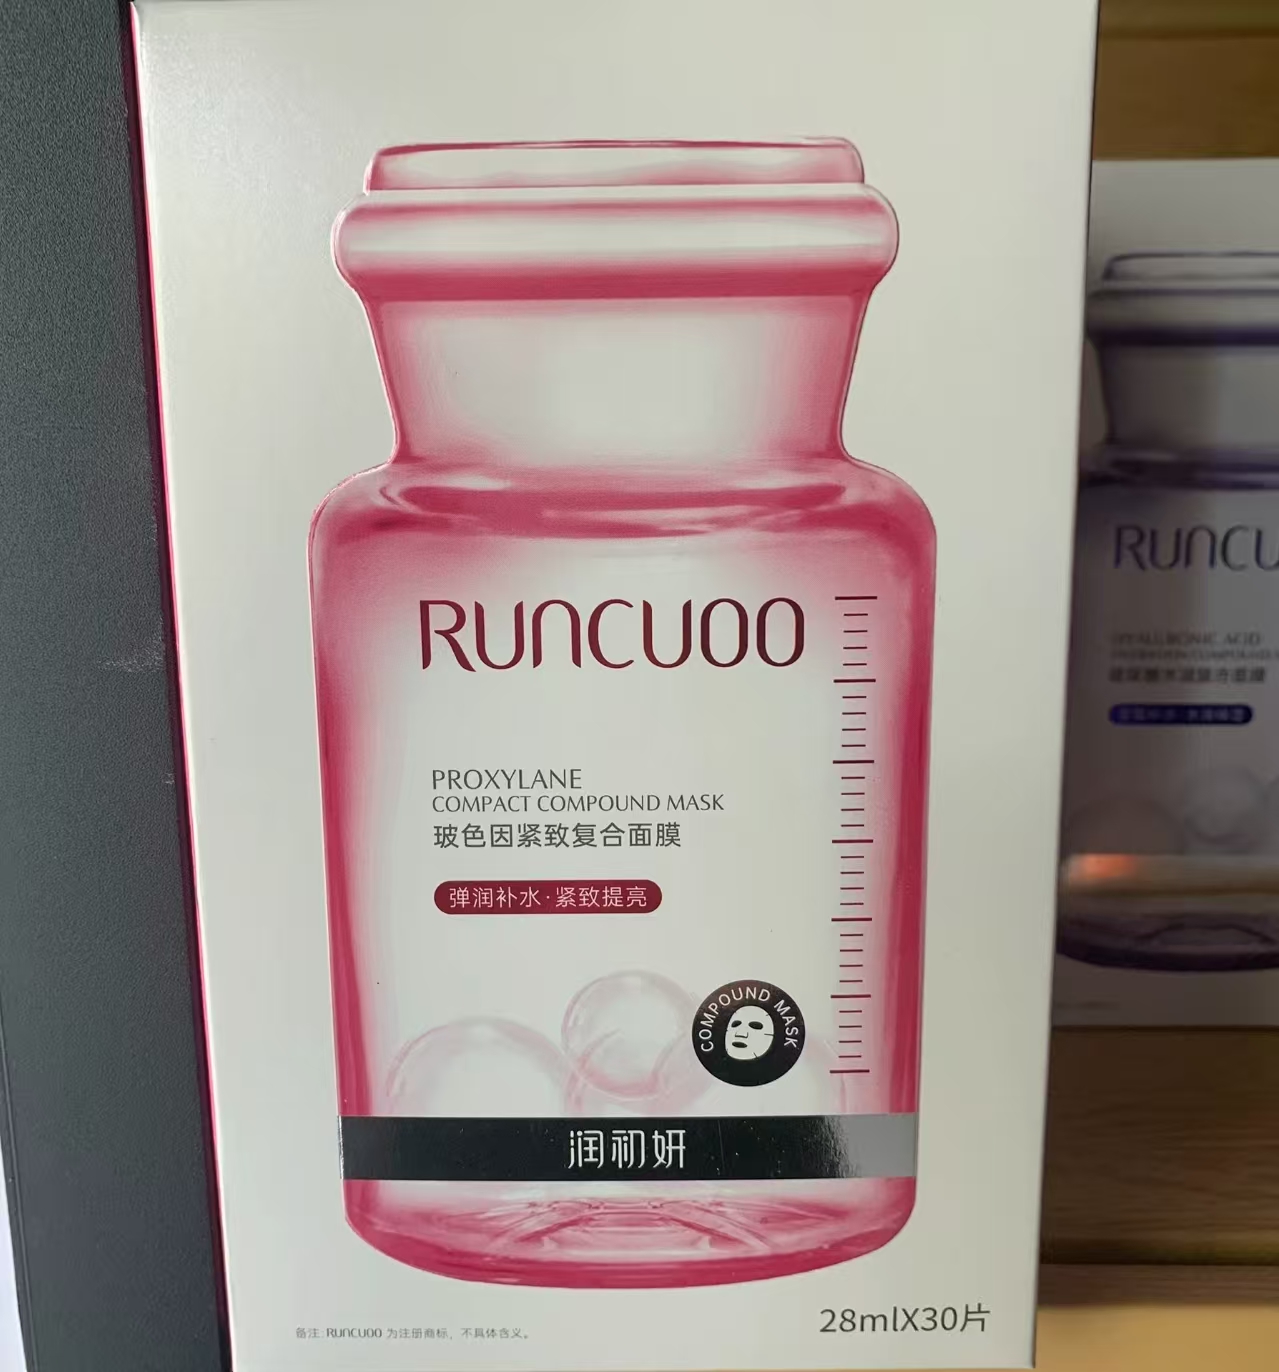 RUNCUOO
PROXYLANE
COMPACT COMPOUND MASK
玻色因紧致复合面膜
弹润补水·紧致提亮
COMPOUND MASK
润初妍
28mlX30片
备注: RUNCUOO 为注册商标，不具体含义。
RUNCU
HYALURONIC ACID